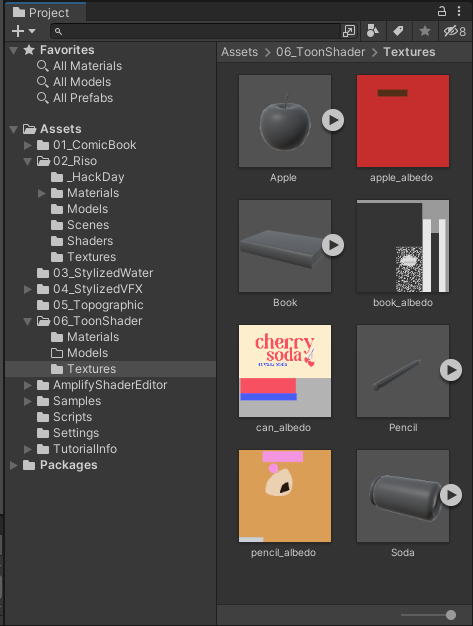 Project
8
Favorites
All Materials
All Models
All Prefabs
Assets
01_ComicBook
02_Riso
_HackDay
Materials
Models
Scenes
Shaders
Textures
03_StylizedWater
04_StylizedVFX
05_Topographic
06_ToonShader
Materials
Models
Textures
AmplifyShaderEditor
Samples
Scripts
Settings
TutorialInfo
Packages
Assets > 06_ToonShader > Textures
Apple
apple_albedo
Book
book_albedo
cherry
soda
can_albedo
Pencil
pencil_albedo
Soda